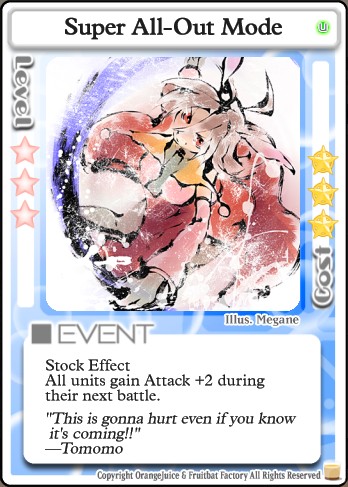 Super All-Out Mode
U
Level
Cost
Illus. Megane
EVENT
Stock Effect
All units gain Attack +2 during
their next battle.
"This is gonna hurt even if you know
it's coming!!"
—Tomomo
Copyright OrangeJuice & Fruitbat Factory All Rights Reserved